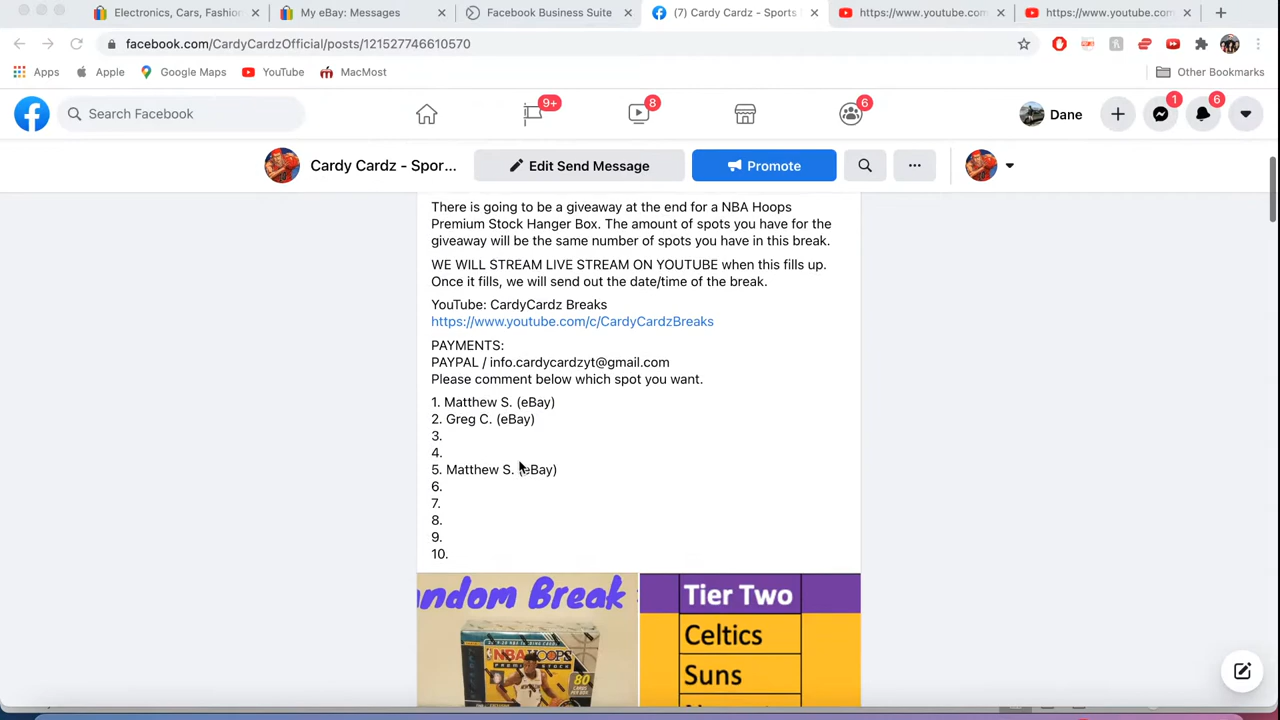 Electronics, Cars, Fashion
My eBay: Messages
Facebook Business Suite
(7) Cardy Cardz - Sports
https://www.youtube.com
https://www.youtube.com
facebook.com/CardyCardzOfficial/posts/121527746610570
Apps
Apple
Google Maps
YouTube
MacMost
Other Bookmarks
Search Facebook
9+
8
6
Dane
1
6
Cardy Cardz - Spor...
Edit Send Message
Promote
There is going to be a giveaway at the end for a NBA Hoops
Premium Stock Hanger Box. The amount of spots you have for the
giveaway will be the same number of spots you have in this break.
WE WILL STREAM LIVE STREAM ON YOUTUBE when this fills up.
Once it fills, we will send out the date/time of the break.
YouTube: CardyCardz Breaks
https://www.youtube.com/c/CardyCardzBreaks
PAYMENTS:
PAYPAL / info.cardycardzyt@gmail.com
Please comment below which spot you want.
1. Matthew S. (eBay)
2. Greg C. (eBay)
3.
4.
5. Matthew S. (eBay)
6.
7.
8.
9.
10.
ndom Break
NBA HOOPS
80
Tier Two
Celtics
Suns